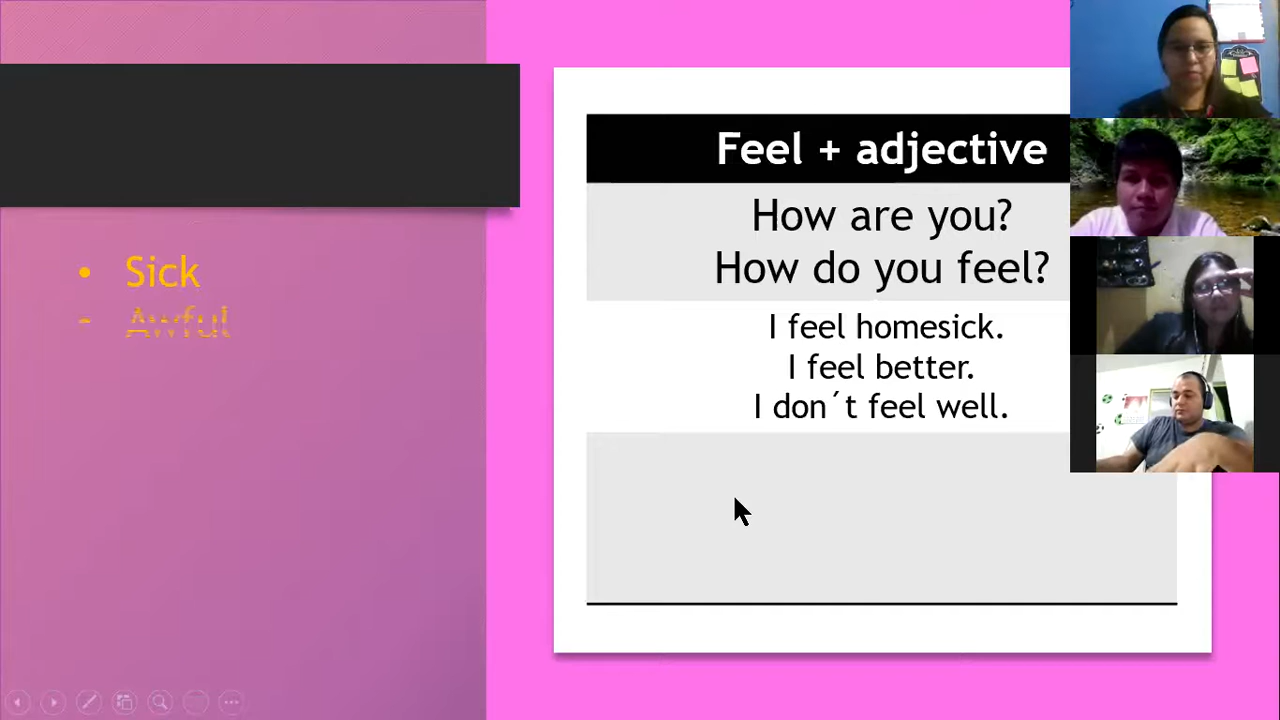 Sick
Awful
Feel + adjective
How are you?
How do you feel?
I feel homesick.
I feel better.
I don´t feel well.